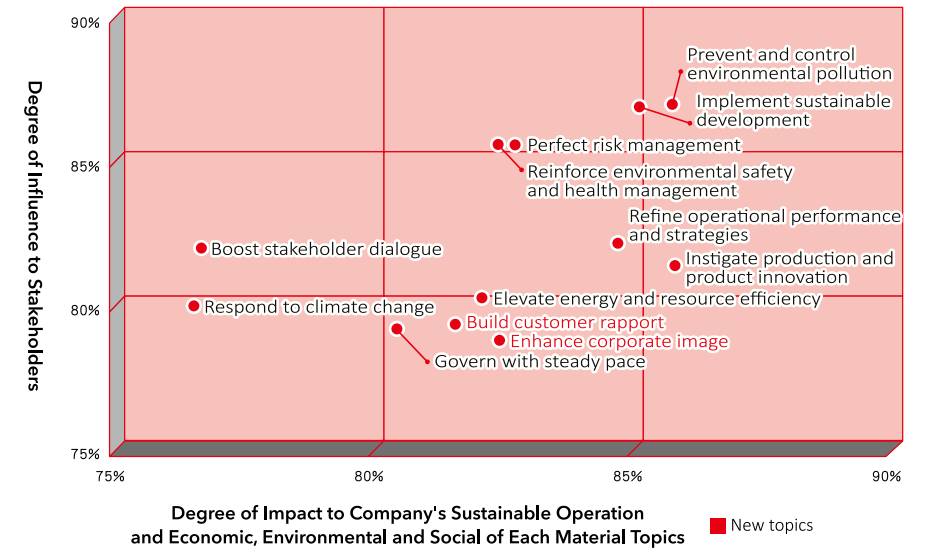 90%
85%
80%
75%
Degree of Influence to Stakeholders
Prevent and control
environmental pollution
Implement sustainable
development
Perfect risk management
Reinforce environmental safety
and health management
Refine operational performance
and strategies
Boost stakeholder dialogue
Instigate production and
product innovation
Elevate energy and resource efficiency
Respond to climate change
Build customer rapport
Enhance corporate image
Govern with steady pace
75%
80%
85%
90%
Degree of Impact to Company's Sustainable Operation
and Economic, Environmental and Social of Each Material Topics
New topics